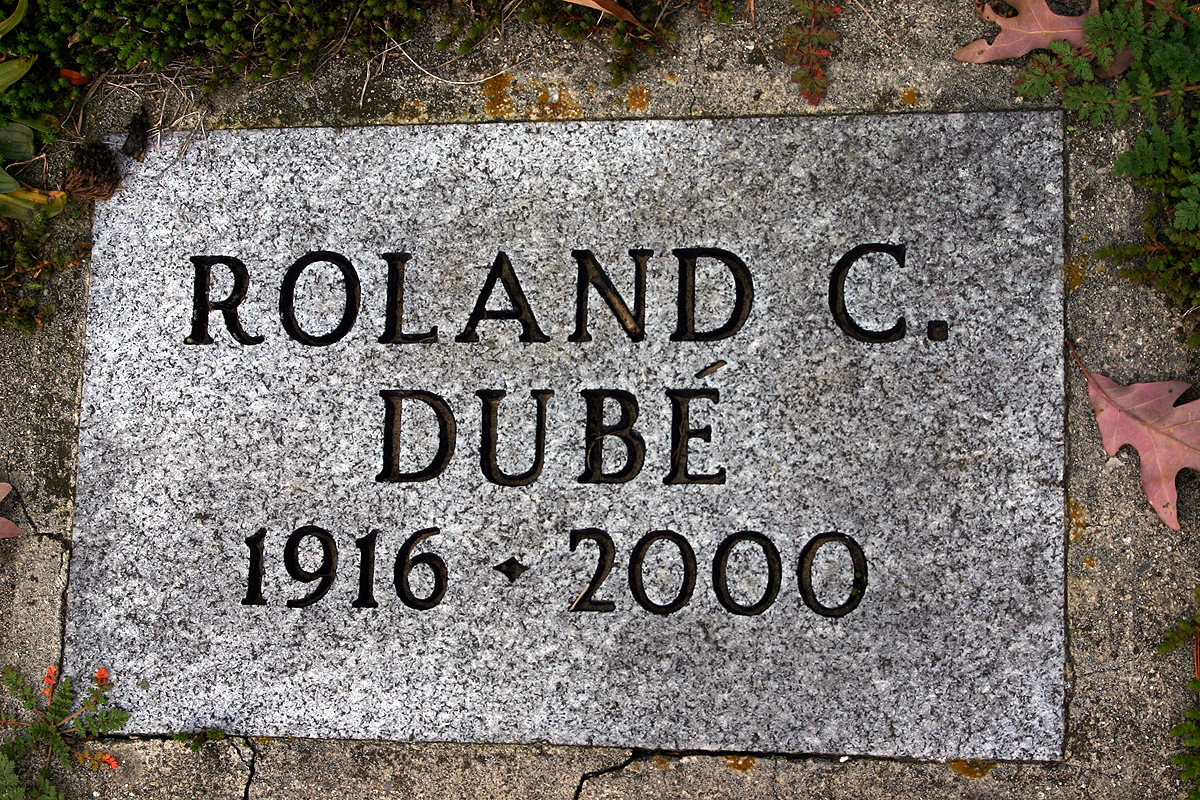 ROLAND C.
DUBÉ
1916 · 2000